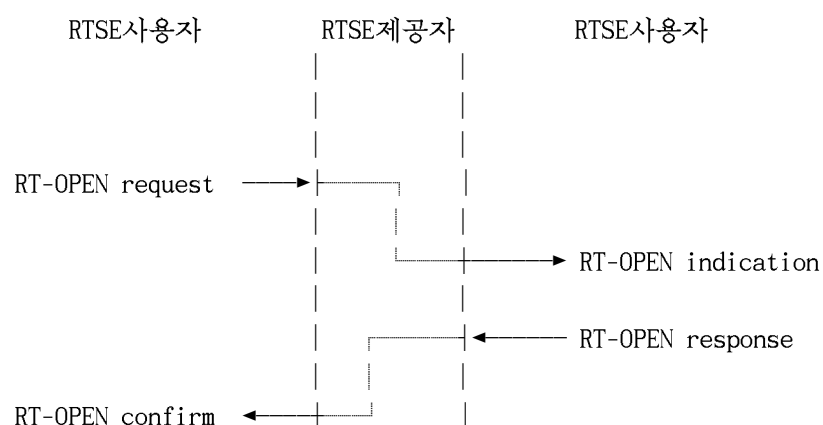 RTSE사용자 RTSE제공자 RTSE사용자
RT-OPEN request
RT-OPEN indication
RT-OPEN response
RT-OPEN confirm